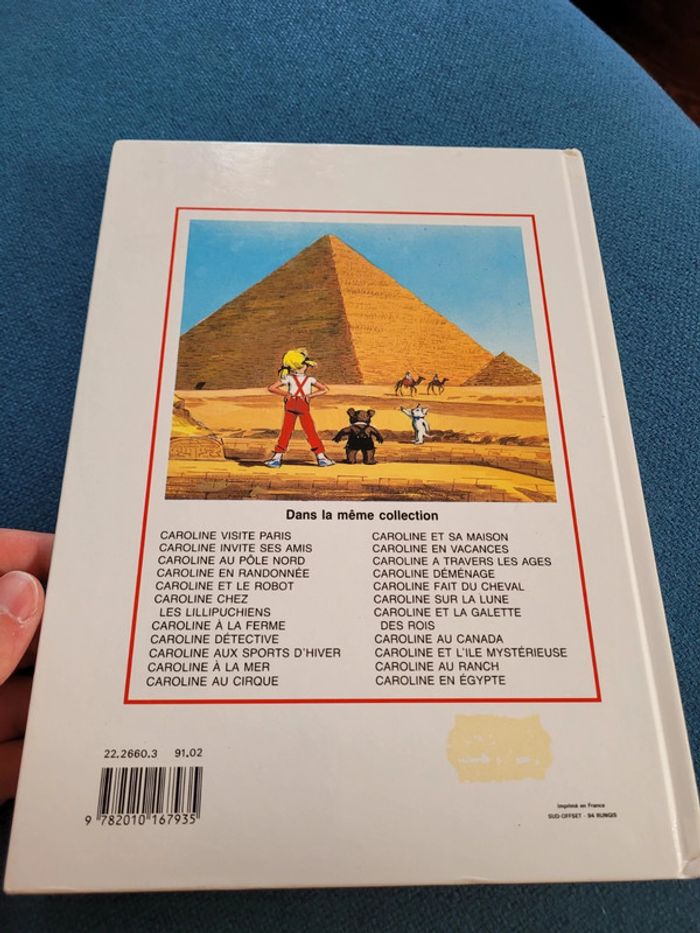 Dans la même collection
CAROLINE VISITE PARIS
CAROLINE INVITE SES AMIS
CAROLINE AU PÔLE NORD
CAROLINE EN RANDONNÉE
CAROLINE ET LE ROBOT
CAROLINE CHEZ
LES LILLIPUCHIENS
CAROLINE À LA FERME
CAROLINE DÉTECTIVE
CAROLINE AUX SPORTS D'HIVER
CAROLINE À LA MER
CAROLINE AU CIRQUE
CAROLINE ET SA MAISON
CAROLINE EN VACANCES
CAROLINE A TRAVERS LES AGES
CAROLINE DÉMÉNAGE
CAROLINE FAIT DU CHEVAL
CAROLINE SUR LA LUNE
CAROLINE ET LA GALETTE
DES ROIS
CAROLINE AU CANADA
CAROLINE ET L'ILE MYSTÉRIEUSE
CAROLINE AU RANCH
CAROLINE EN ÉGYPTE
22.2660.3 91.02
9 782010 167935
Imprimé en France
SUD-OFFSET - 94 RUNGIS